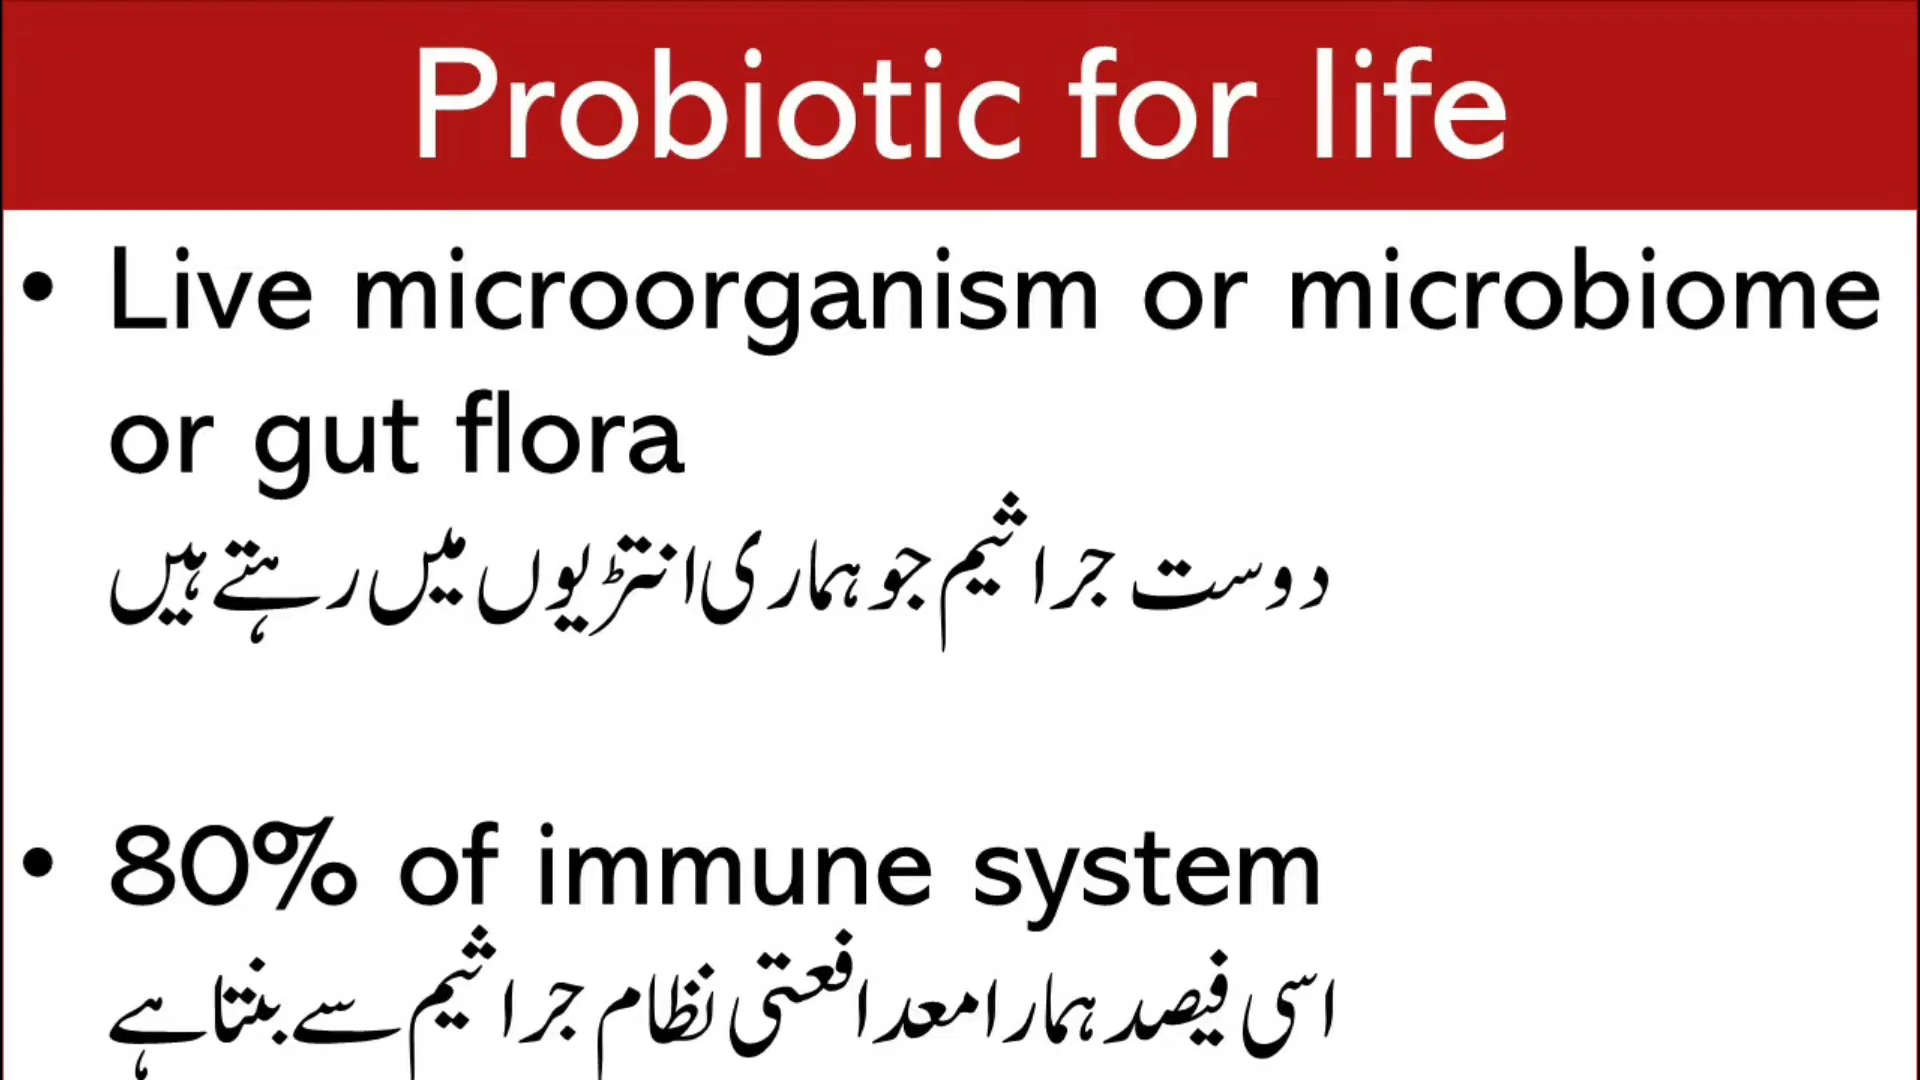 Probiotic for life
• Live microorganism or microbiome
or gut flora
دوست جراثیم جو ہماری انتڑیوں میں رہتے ہیں
• 80% of immune system
اسی فیصد ہمارا معدافعتی نظام جراثیم سے بنتا ہے